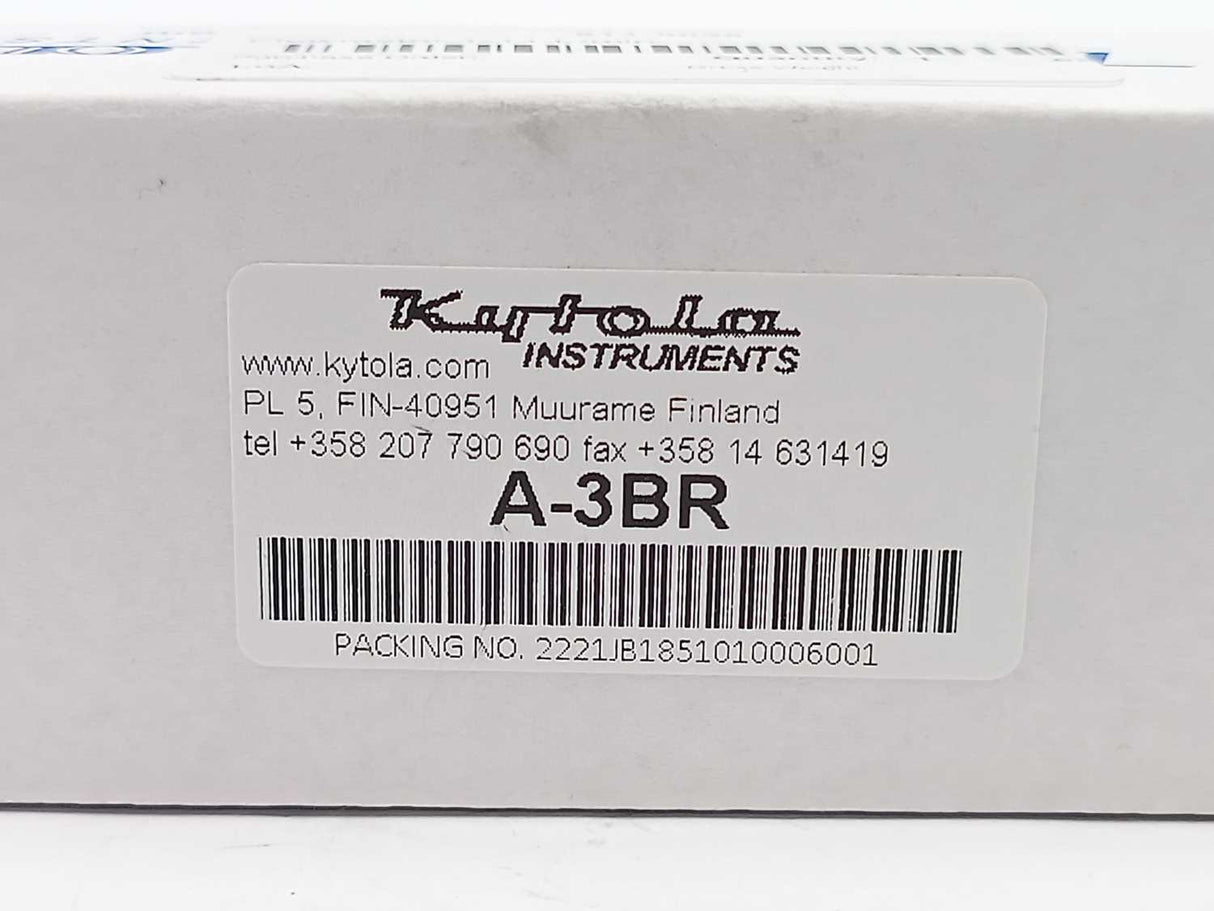 Kytola
INSTRUMENTS
www.kytola.com
PL 5, FIN-40951 Muurame Finland
tel +358 207 790 690 fax +358 14 631419
A-3BR
PACKING NO. 2221JB1851010006001